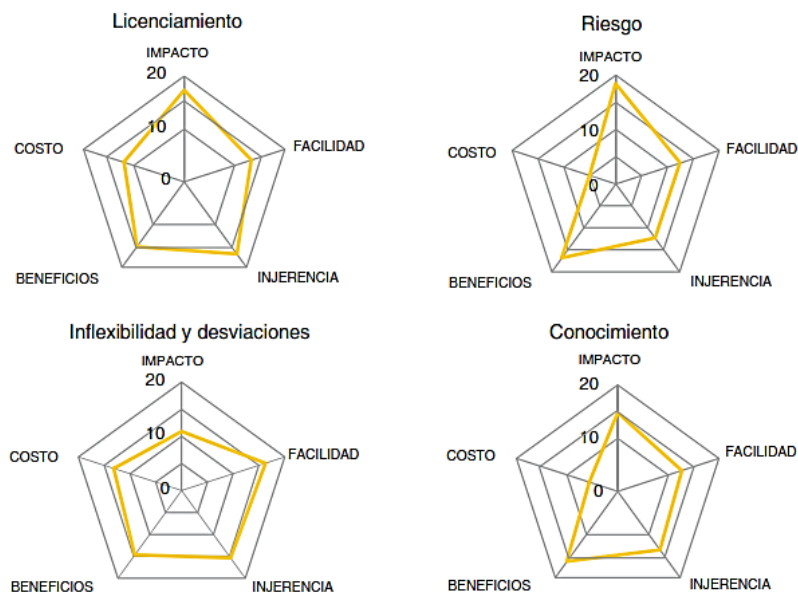 Licenciamiento
IMPACTO
20
10
0
COSTO
FACILIDAD
BENEFICIOS
INJERENCIA
Riesgo
IMPACTO
20
10
0
COSTO
FACILIDAD
BENEFICIOS
INJERENCIA
Inflexibilidad y desviaciones
IMPACTO
20
10
0
COSTO
FACILIDAD
BENEFICIOS
INJERENCIA
Conocimiento
IMPACTO
20
10
0
COSTO
FACILIDAD
BENEFICIOS
INJERENCIA